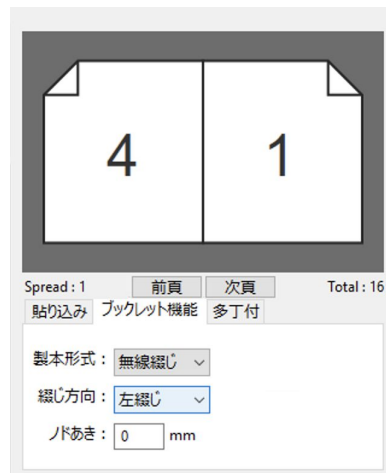 4 1
Spread : 1 前頁 次頁 Total : 16
貼り込み ブックレット機能 多丁付
製本形式： 無線綴じ
綴じ方向： 左綴じ
ノドあき： 0 mm